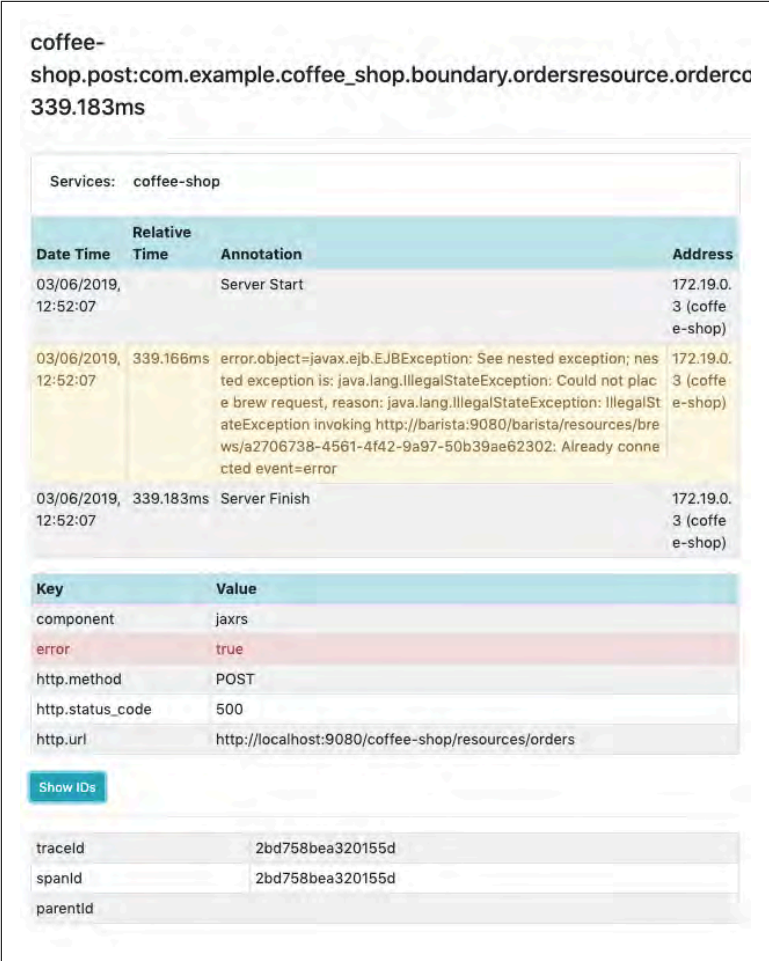 coffee-
shop.post:com.example.coffee_shop.boundary.ordersresource.orderco
339.183ms
Services: coffee-shop
Relative
Date Time Time Annotation Address
03/06/2019, Server Start 172.19.0.
12:52:07 3 (coffe
e-shop)
03/06/2019, 339.166ms error.object=javax.ejb.EJBException: See nested exception; nes 172.19.0.
12:52:07 ted exception is: java.lang.IllegalStateException: Could not plac 3 (coffe
e brew request, reason: java.lang.IllegalStateException: IllegalSt e-shop)
ateException invoking http://barista:9080/barista/resources/bre
ws/a2706738-4561-4f42-9a97-50b39ae62302: Already conne
cted event=error
03/06/2019, 339.183ms Server Finish 172.19.0.
12:52:07 3 (coffe
e-shop)
Key Value
component jaxrs
error true
http.method POST
http.status_code 500
http.url http://localhost:9080/coffee-shop/resources/orders
Show IDs
traceId 2bd758bea320155d
spanId 2bd758bea320155d
parentId